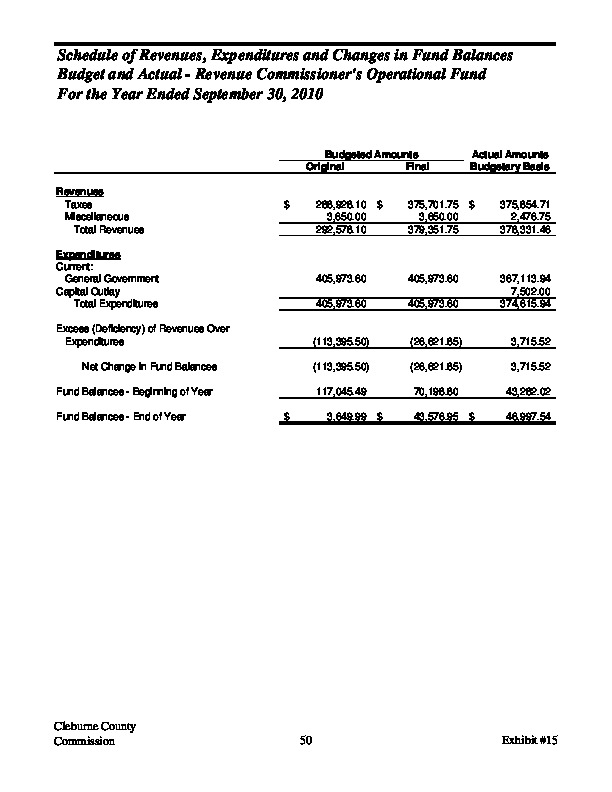 Schedule of Revenues, Expenditures and Changes in Fund Balances
Budget and Actual - Revenue Commissioner's Operational Fund
For the Year Ended September 30, 2010
Budgeted Amounts Actual Amounts
Original Final Budgetary Basis
Revenues
Taxes $ 288,928.10 $ 375,701.75 $ 375,854.71
Miscellaneous 3,650.00 3,650.00 2,476.75
Total Revenues 292,578.10 379,351.75 378,331.46
Expenditures
Current:
General Government 405,973.60 405,973.60 367,113.94
Capital Outlay 7,502.00
Total Expenditures 405,973.60 405,973.60 374,615.94
Excess (Deficiency) of Revenues Over
Expenditures (113,395.50) (26,621.85) 3,715.52
Net Change in Fund Balances (113,395.50) (26,621.85) 3,715.52
Fund Balances - Beginning of Year 117,045.49 70,198.80 43,282.02
Fund Balances - End of Year $ 3,649.99 $ 43,576.95 $ 46,997.54
Cleburne County
Commission 50 Exhibit #15